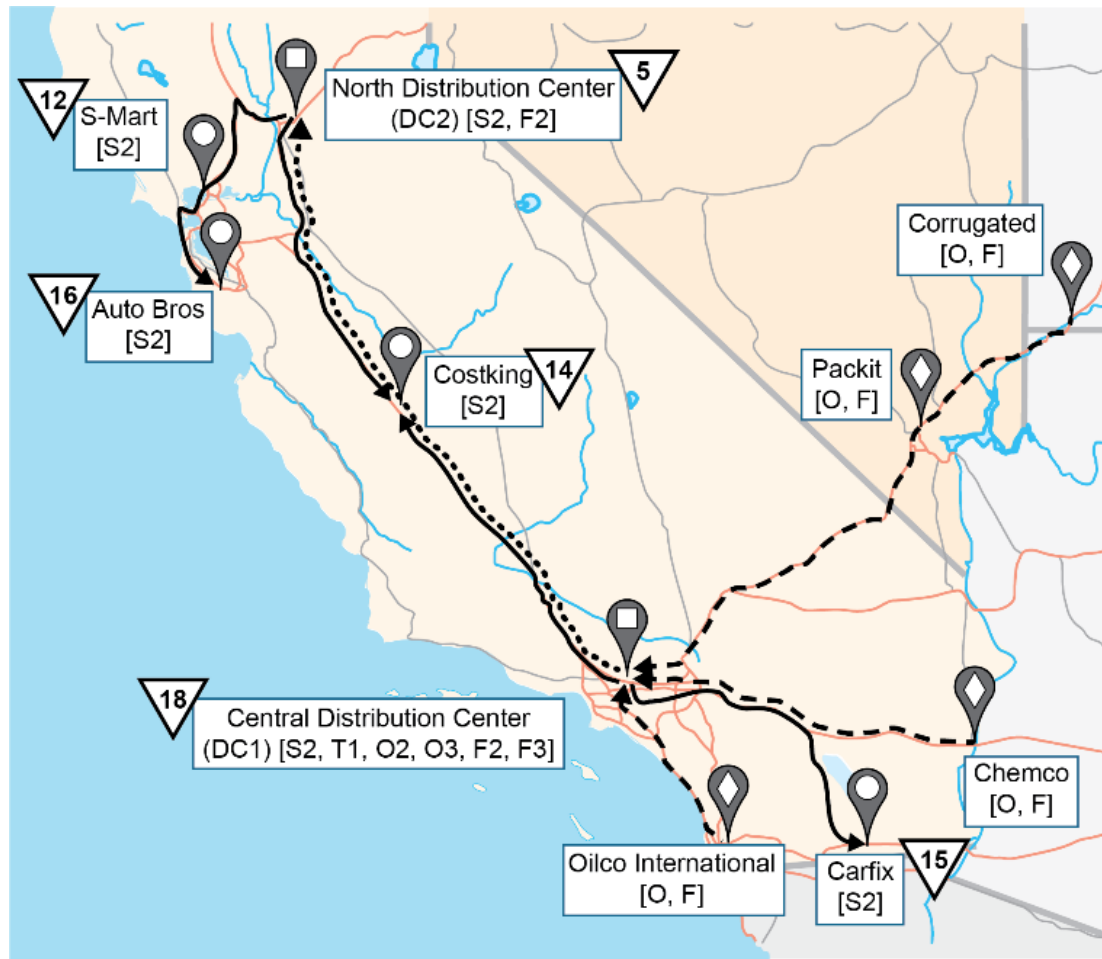 12
S-Mart
[S2]
North Distribution Center
(DC2) [S2, F2]
5
16
Auto Bros
[S2]
Corrugated
[O, F]
Costking
[S2]
14
Packit
[O, F]
18
Central Distribution Center
(DC1) [S2, T1, O2, O3, F2, F3]
Chemco
[O, F]
Oilco International
[O, F]
Carfix
[S2]
15